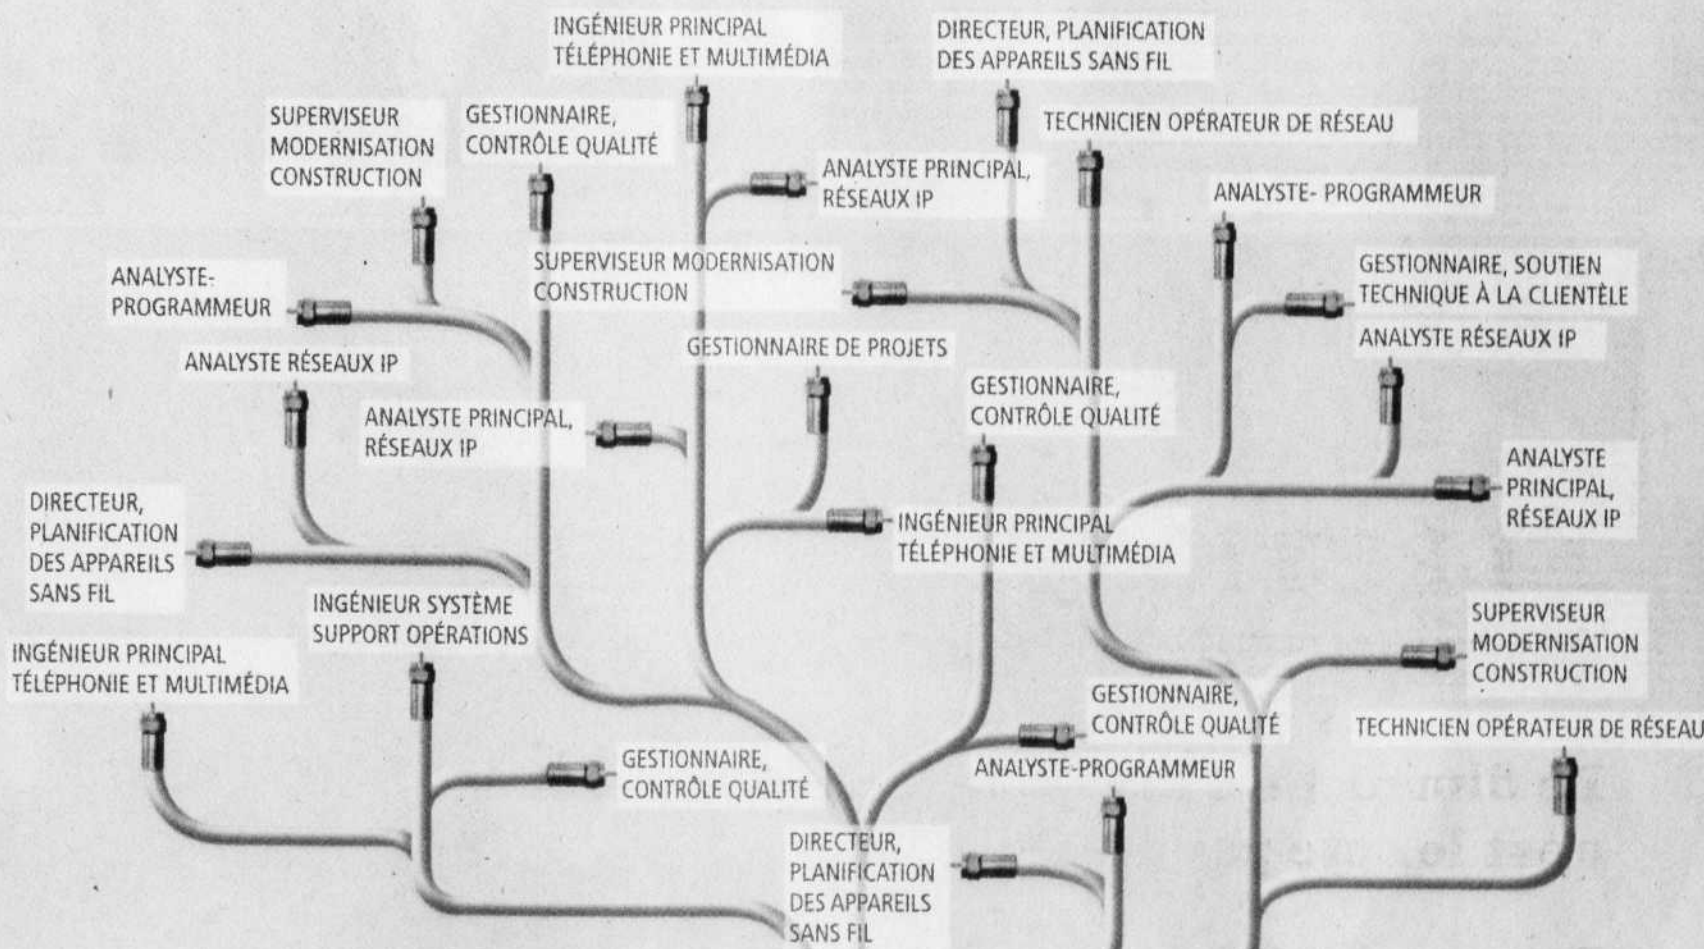 INGÉNIEUR PRINCIPAL
TÉLÉPHONIE ET MULTIMÉDIA
DIRECTEUR, PLANIFICATION
DES APPAREILS SANS FIL
SUPERVISEUR
MODERNISATION
CONSTRUCTION
GESTIONNAIRE,
CONTRÔLE QUALITÉ
TECHNICIEN OPÉRATEUR DE RÉSEAU
ANALYSTE PRINCIPAL,
RÉSEAUX IP
ANALYSTE- PROGRAMMEUR
ANALYSTE-
PROGRAMMEUR
SUPERVISEUR MODERNISATION
CONSTRUCTION
GESTIONNAIRE, SOUTIEN
TECHNIQUE À LA CLIENTÈLE
ANALYSTE RÉSEAUX IP
ANALYSTE RÉSEAUX IP
GESTIONNAIRE DE PROJETS
GESTIONNAIRE,
CONTRÔLE QUALITÉ
ANALYSTE PRINCIPAL,
RÉSEAUX IP
ANALYSTE
PRINCIPAL,
RÉSEAUX IP
DIRECTEUR,
PLANIFICATION
DES APPAREILS
SANS FIL
INGÉNIEUR PRINCIPAL
TÉLÉPHONIE ET MULTIMÉDIA
INGÉNIEUR SYSTÈME
SUPPORT OPÉRATIONS
SUPERVISEUR
MODERNISATION
CONSTRUCTION
INGÉNIEUR PRINCIPAL
TÉLÉPHONIE ET MULTIMÉDIA
GESTIONNAIRE,
CONTRÔLE QUALITÉ
TECHNICIEN OPÉRATEUR DE RÉSEAU
GESTIONNAIRE,
CONTRÔLE QUALITÉ
ANALYSTE-PROGRAMMEUR
DIRECTEUR,
PLANIFICATION
DES APPAREILS
SANS FIL